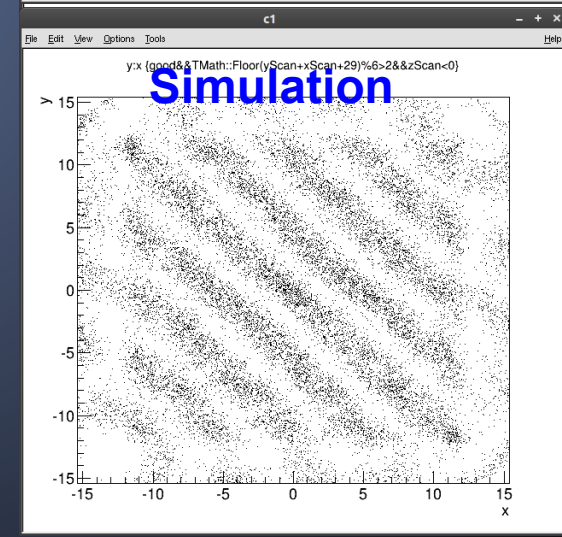 c1
File Edit View Options Tools Help
y:x {good&&TMath::Floor(yScan+xScan+29)%6>2&&zScan<0}
Simulation
y
15
10
5
0
-5
-10
-15
-15 -10 -5 0 5 10 15
x